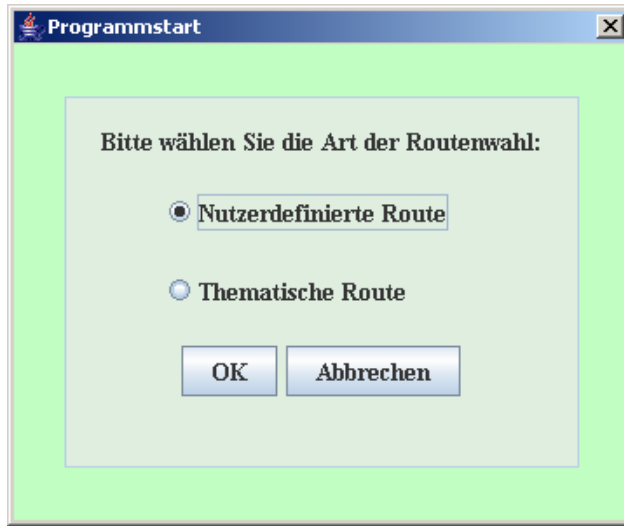 Programmstart
Bitte wählen Sie die Art der Routenwahl:
Nutzerdefinierte Route
Thematische Route
OK Abbrechen